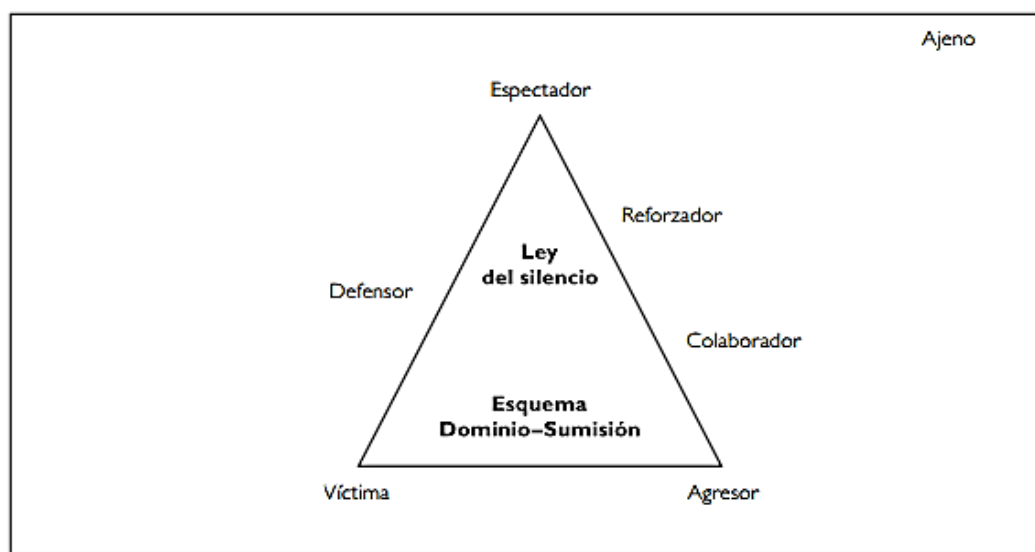 Ajeno
Espectador
Reforzador
Ley
del silencio
Defensor
Colaborador
Esquema
Dominio–Sumisión
Víctima
Agresor